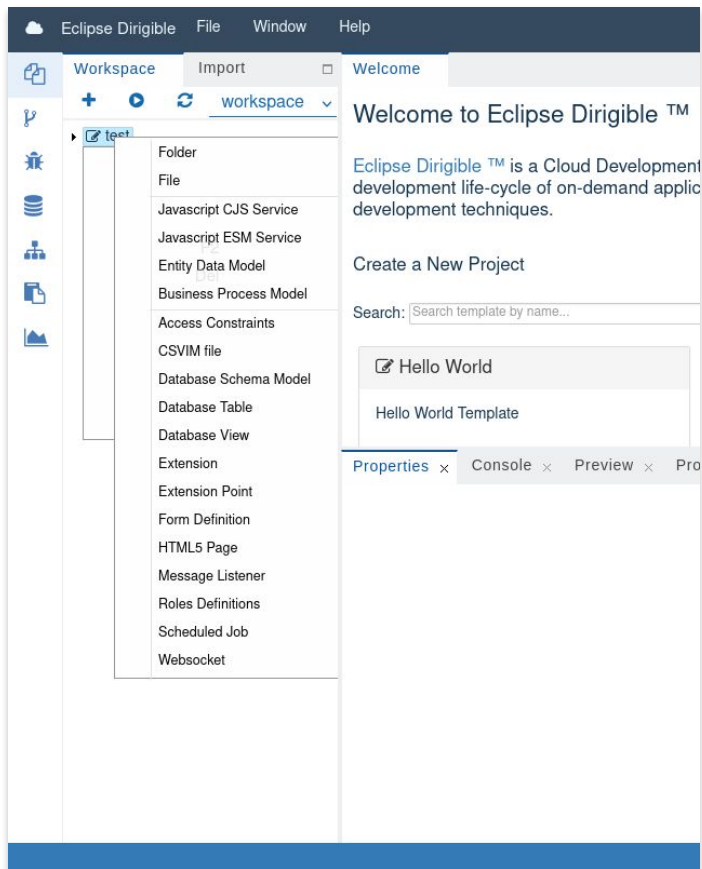 Eclipse Dirigible File Window Help
Workspace Import
workspace
test
Folder
File
Javascript CJS Service
Javascript ESM Service
F2
Entity Data Model
Del
Business Process Model
Access Constraints
CSVIM file
Database Schema Model
Database Table
Database View
Extension
Extension Point
Form Definition
HTML5 Page
Message Listener
Roles Definitions
Scheduled Job
Websocket
Welcome
Welcome to Eclipse Dirigible ™
Eclipse Dirigible ™ is a Cloud Development
development life-cycle of on-demand applic
development techniques.
Create a New Project
Search: Search template by name...
Hello World
Hello World Template
Properties × Console × Preview × Pro